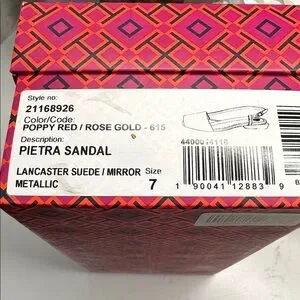 Style no:
21168926
Color/Code:
POPPY RED / ROSE GOLD - 615
Description:
PIETRA SANDAL
LANCASTER SUEDE / MIRROR
METALLIC
Size
7
1 90041 12883 9